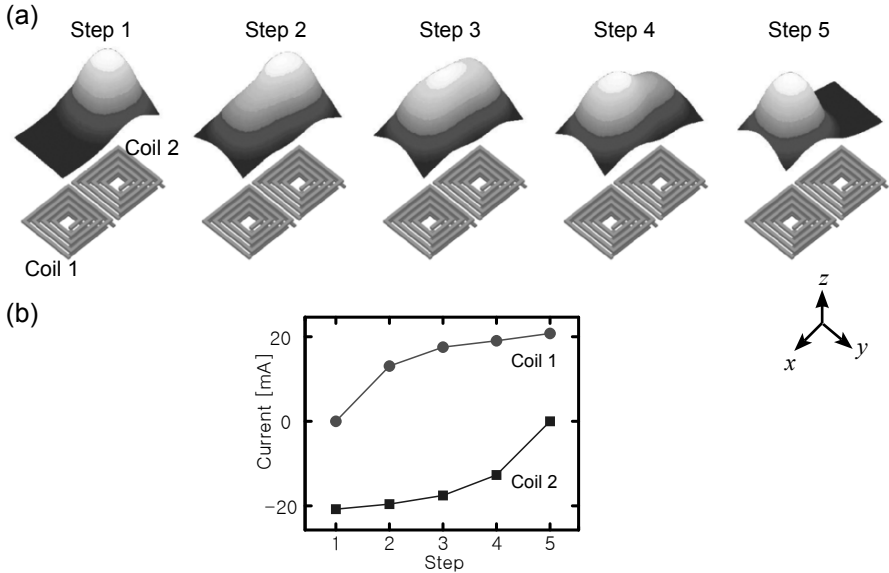 (a)
Step 1 Step 2 Step 3 Step 4 Step 5
Coil 2
Coil 1
z
x y
(b)
20
0
−20
Current [mA]
Coil 1
Coil 2
1 2 3 4 5
Step